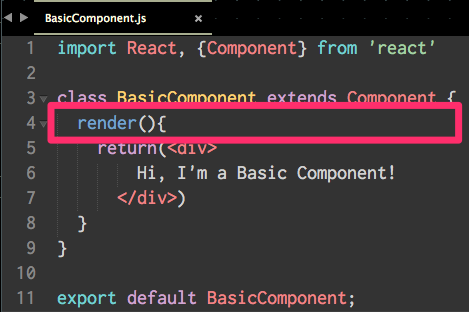 BasicComponent.js ×
1 import React, {Component} from 'react'
2
3 class BasicComponent extends Component {
4 render(){
5 return(<div>
6 Hi, I'm a Basic Component!
7 </div>)
8 }
9 }
10
11 export default BasicComponent;